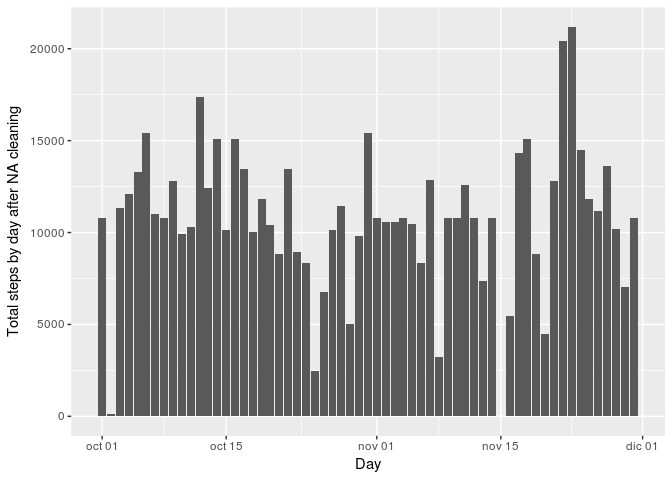 Total steps by day after NA cleaning
20000
15000
10000
5000
0
oct 01 oct 15 nov 01 nov 15 dic 01
Day